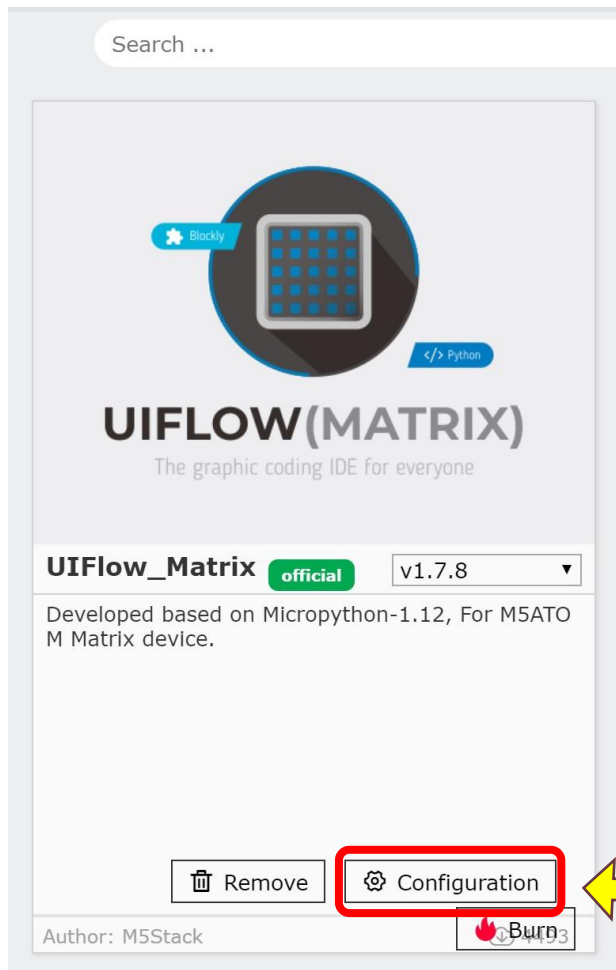 Search ...
Blockly
</> Python
UIFLOW(MATRIX)
The graphic coding IDE for everyone
UIFlow_Matrix official v1.7.8
Developed based on Micropython-1.12, For M5ATO
M Matrix device.
Remove Configuration
Burn
Author: M5Stack 4493